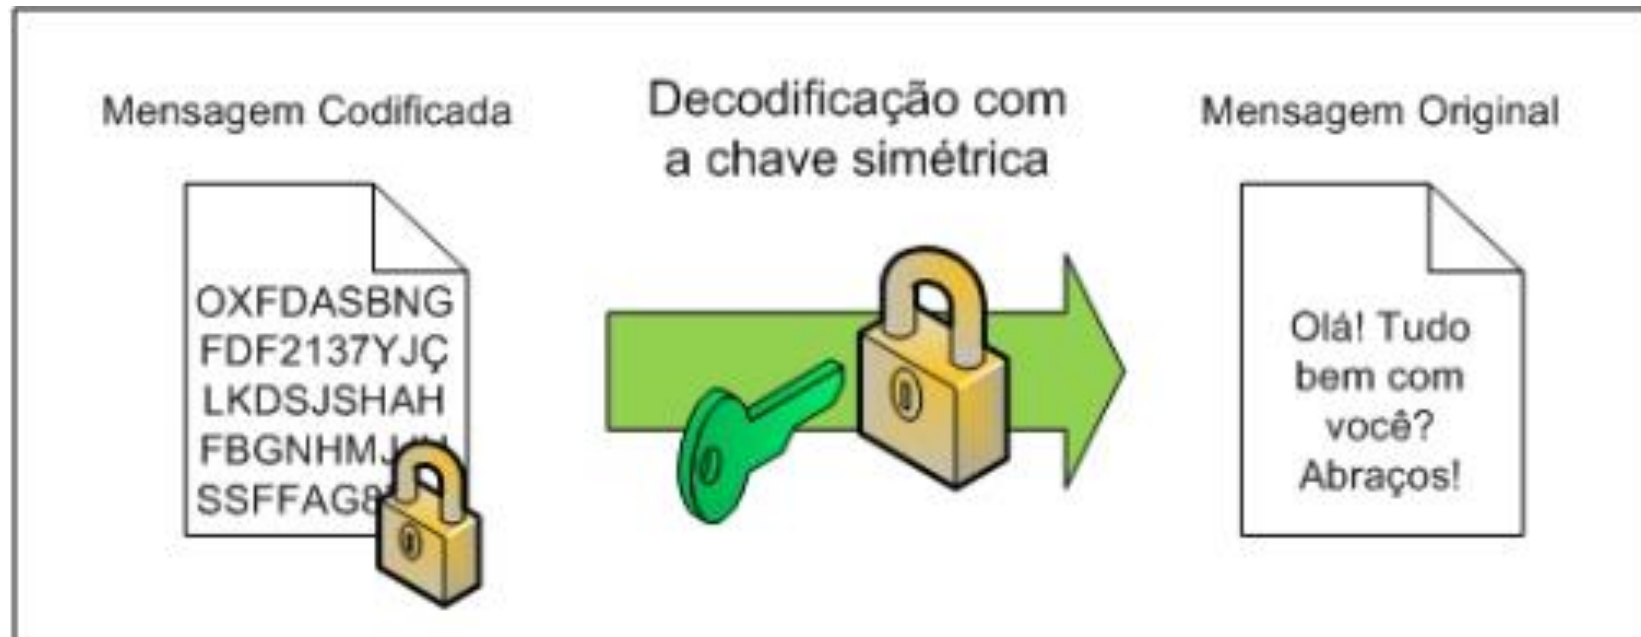 Mensagem Codificada
OXFDASBNG
FDF2137YJÇ
LKDSJSHAH
Decodificação com
a chave simétrica
Mensagem Original
Olá! Tudo
bem com
você?
Abraços!